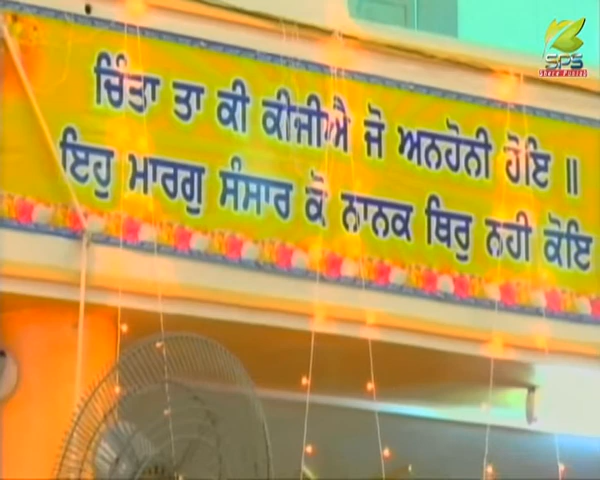 SPS
ਚਿੰਤਾ ਤਾ ਕੀ ਕੀਜੀਐ ਜੋ ਅਨਹੋਨੀ ਹੋਇ ॥
ਇਹੁ ਮਾਰਗੁ ਸੰਸਾਰ ਕੋ ਨਾਨਕ ਥਿਰੁ ਨਹੀ ਕੋਇ